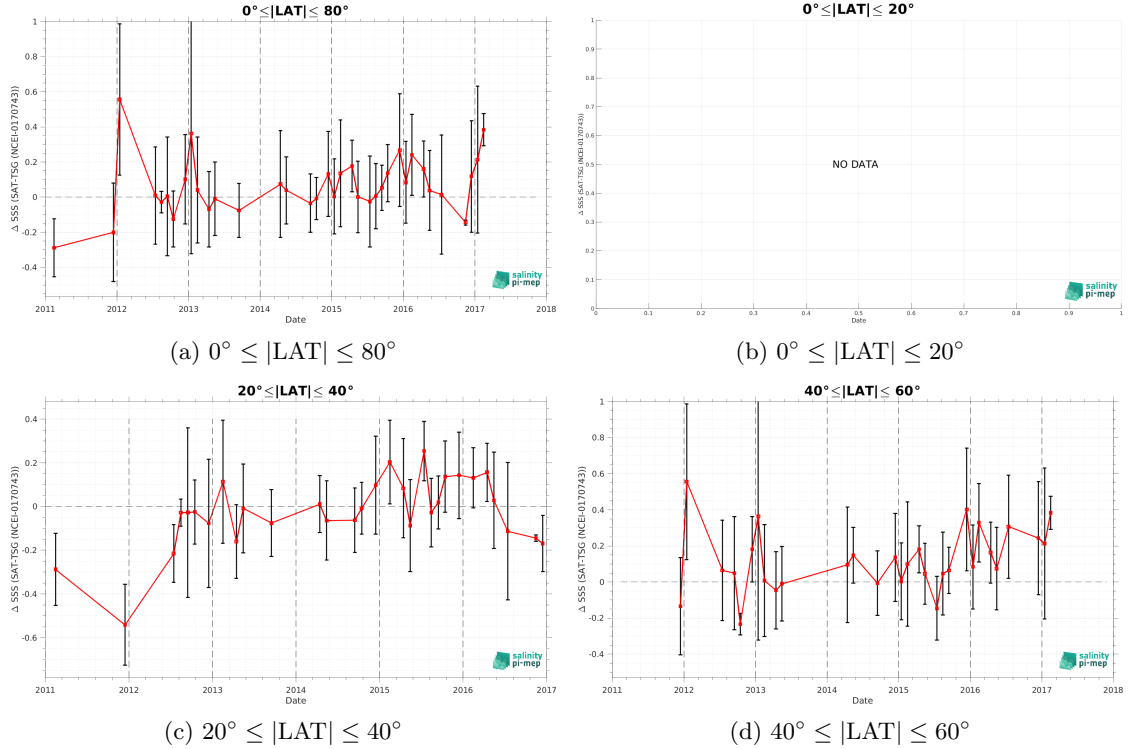 0°≤|LAT|≤ 80°
Δ SSS (SAT-TSG (NCEI-0170743))
1
0.8
0.6
0.4
0.2
0
-0.2
-0.4
2011 2012 2013 2014 2015 2016 2017 2018
Date
salinity
pi-mep
(a) 0° ≤ |LAT| ≤ 80°
0°≤|LAT|≤ 20°
Δ SSS (SAT-TSG (NCEI-0170743))
1
0.9
0.8
0.7
0.6
0.5
0.4
0.3
0.2
0.1
0
NO DATA
0 0.1 0.2 0.3 0.4 0.5 0.6 0.7 0.8 0.9 1
Date
salinity
pi-mep
(b) 0° ≤ |LAT| ≤ 20°
20°≤|LAT|≤ 40°
Δ SSS (SAT-TSG (NCEI-0170743))
0.4
0.2
0
-0.2
-0.4
-0.6
2011 2012 2013 2014 2015 2016 2017
Date
salinity
pi-mep
(c) 20° ≤ |LAT| ≤ 40°
40°≤|LAT|≤ 60°
Δ SSS (SAT-TSG (NCEI-0170743))
1
0.8
0.6
0.4
0.2
0
-0.2
-0.4
2011 2012 2013 2014 2015 2016 2017 2018
Date
salinity
pi-mep
(d) 40° ≤ |LAT| ≤ 60°